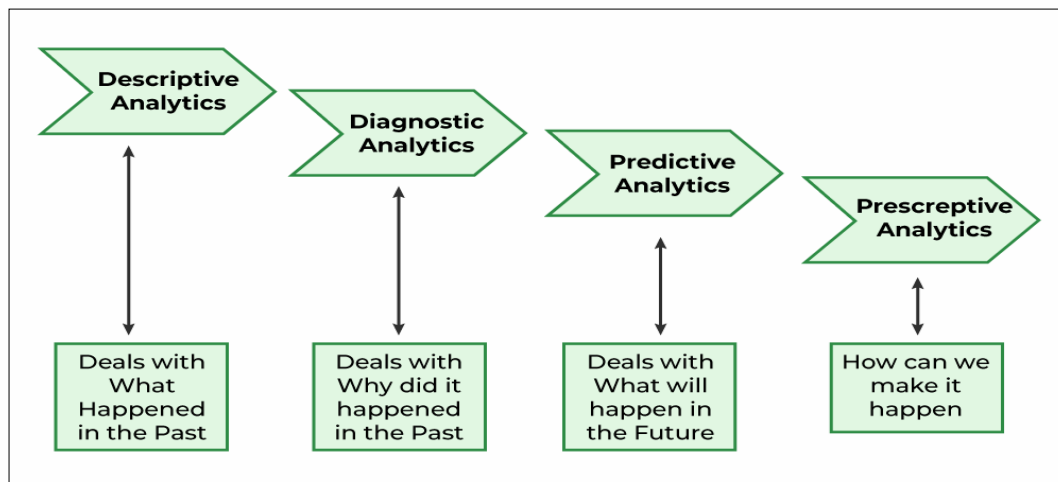 Descriptive
Analytics
Diagnostic
Analytics
Predictive
Analytics
Prescreptive
Analytics
Deals with
What
Happened
in the Past
Deals with
Why did it
happened
in the Past
Deals with
What will
happen in
the Future
How can we
make it
happen